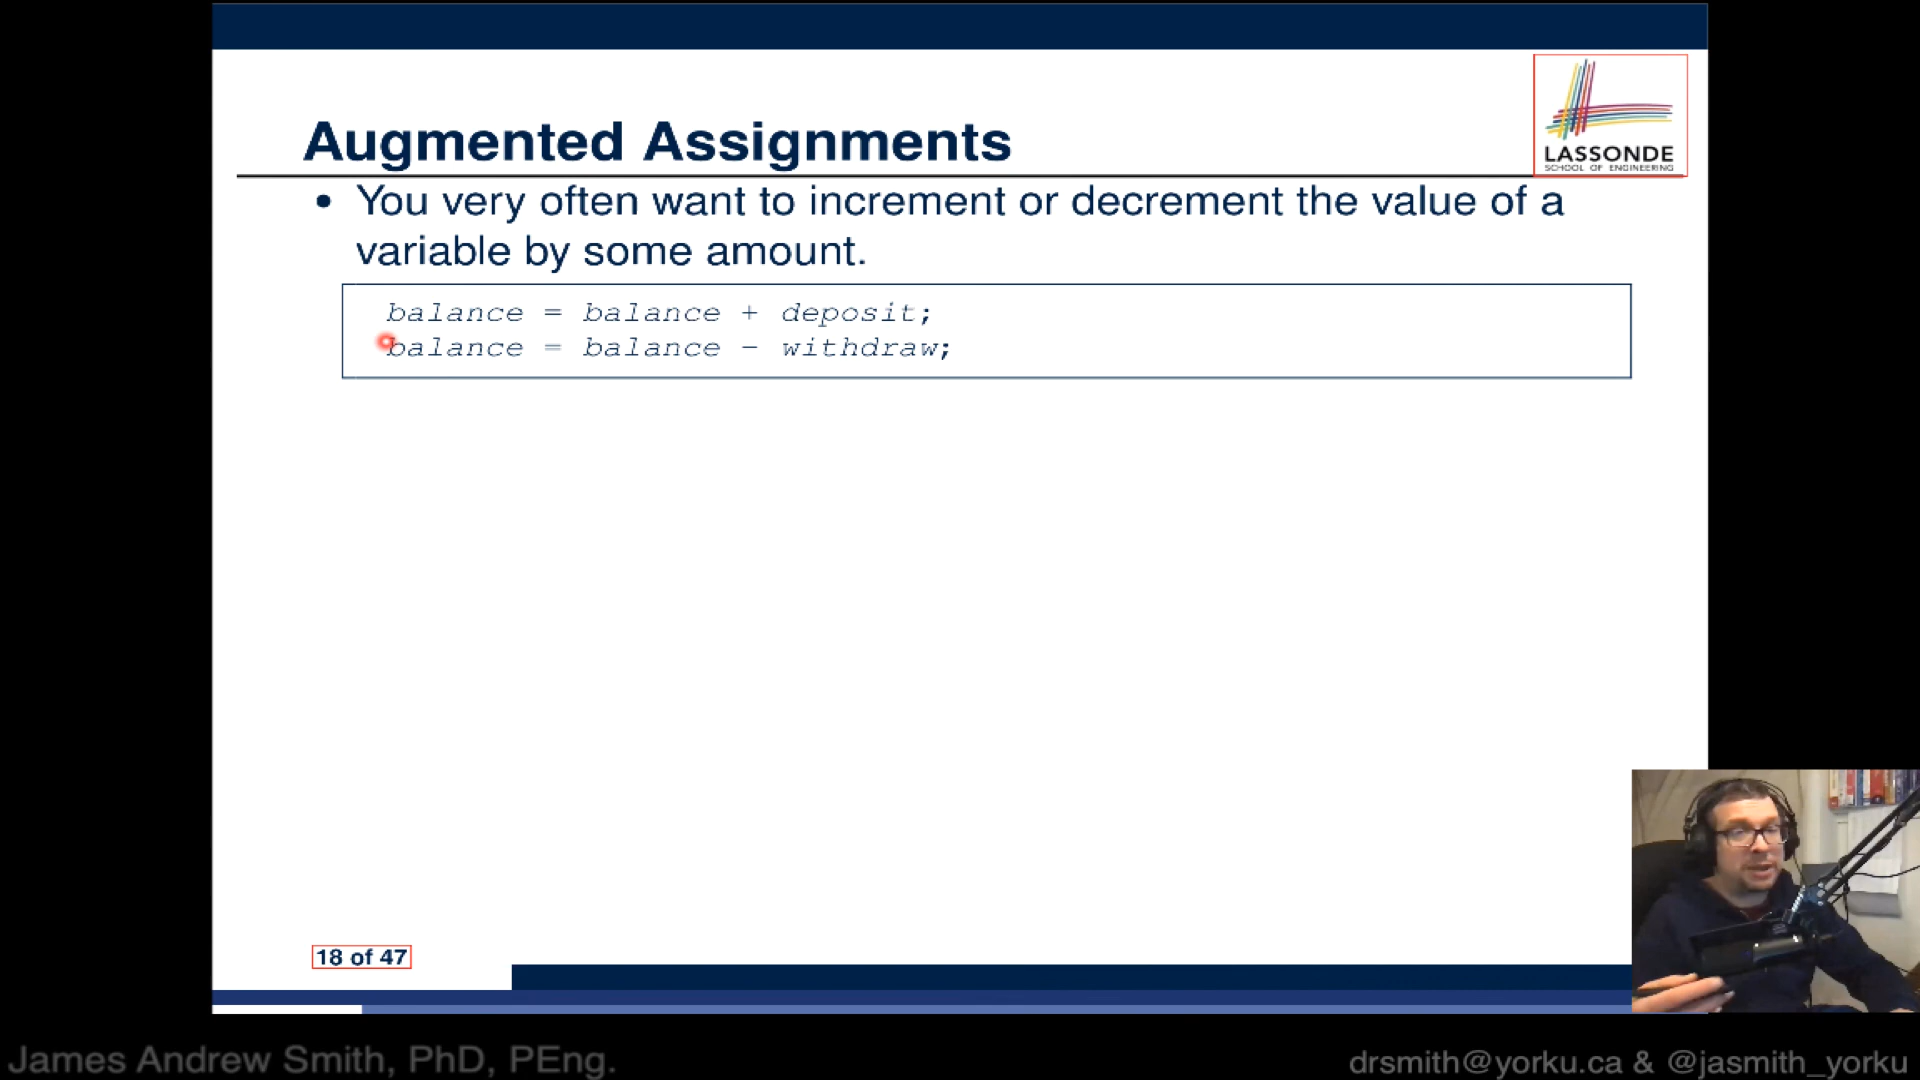 LASSONDE
SCHOOL OF ENGINEERING
Augmented Assignments
• You very often want to increment or decrement the value of a
variable by some amount.
balance = balance + deposit;
balance = balance − withdraw;
18 of 47
James Andrew Smith, PhD, PEng.
drsmith@yorku.ca & @jasmith_yorku